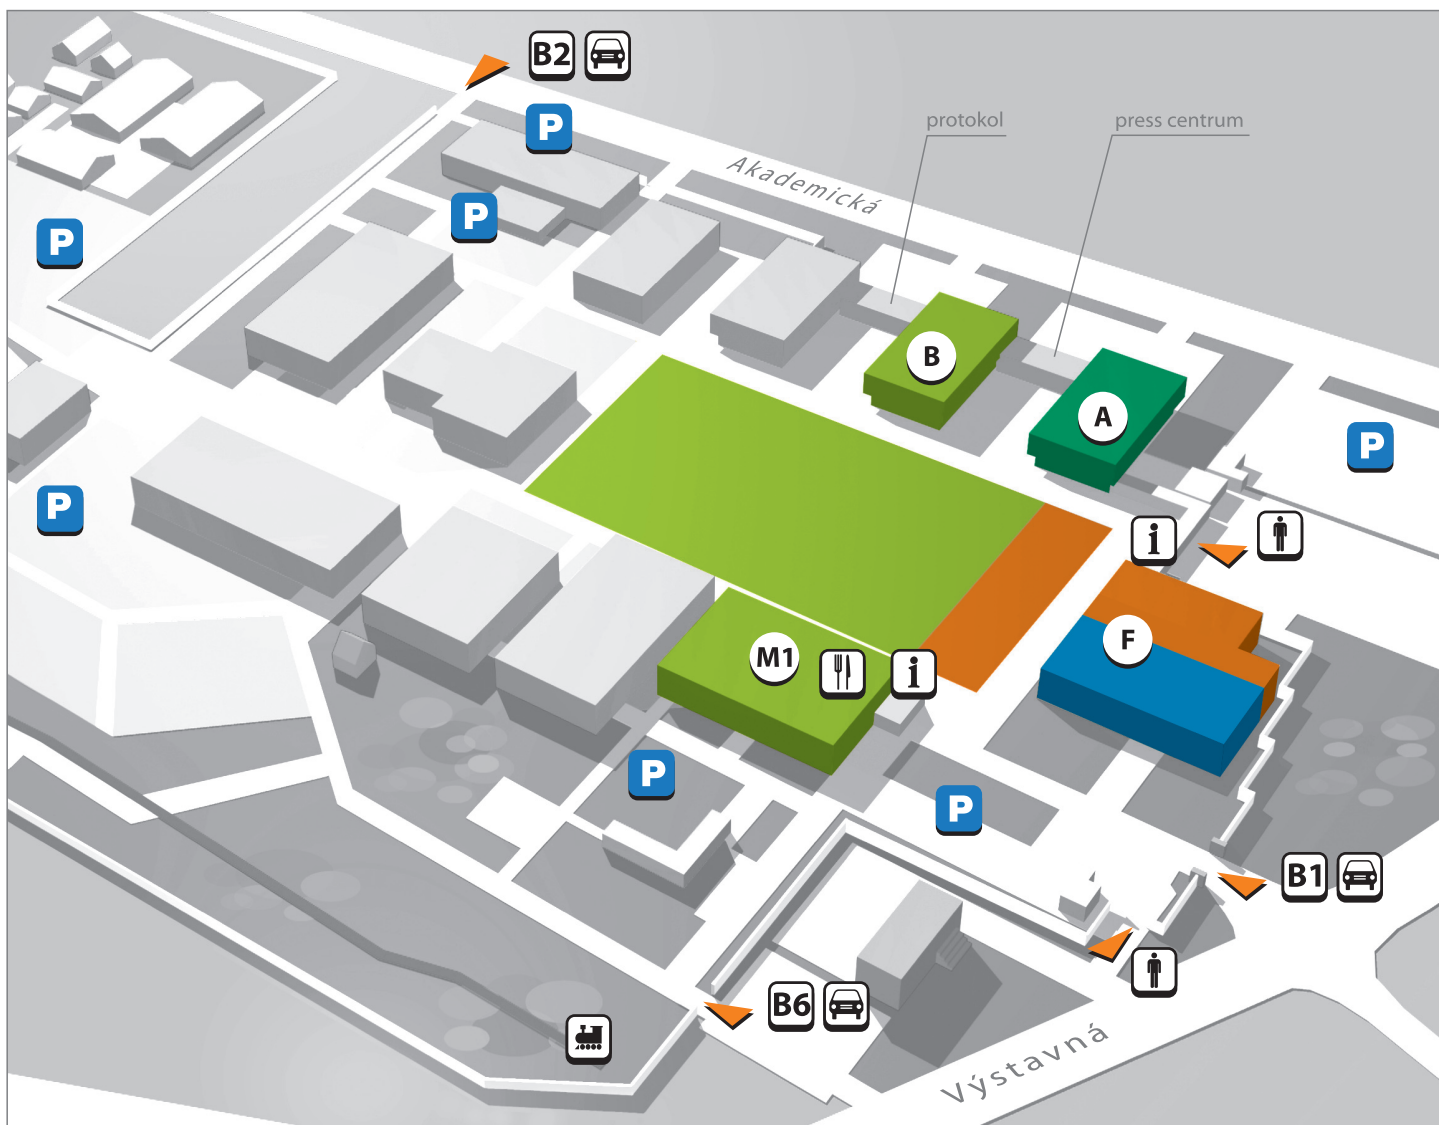 B2
P
protokol
press centrum
Akademická
P
P
B
A
P
P
i
F
M1
i
P
P
B1
B6
Výstavná